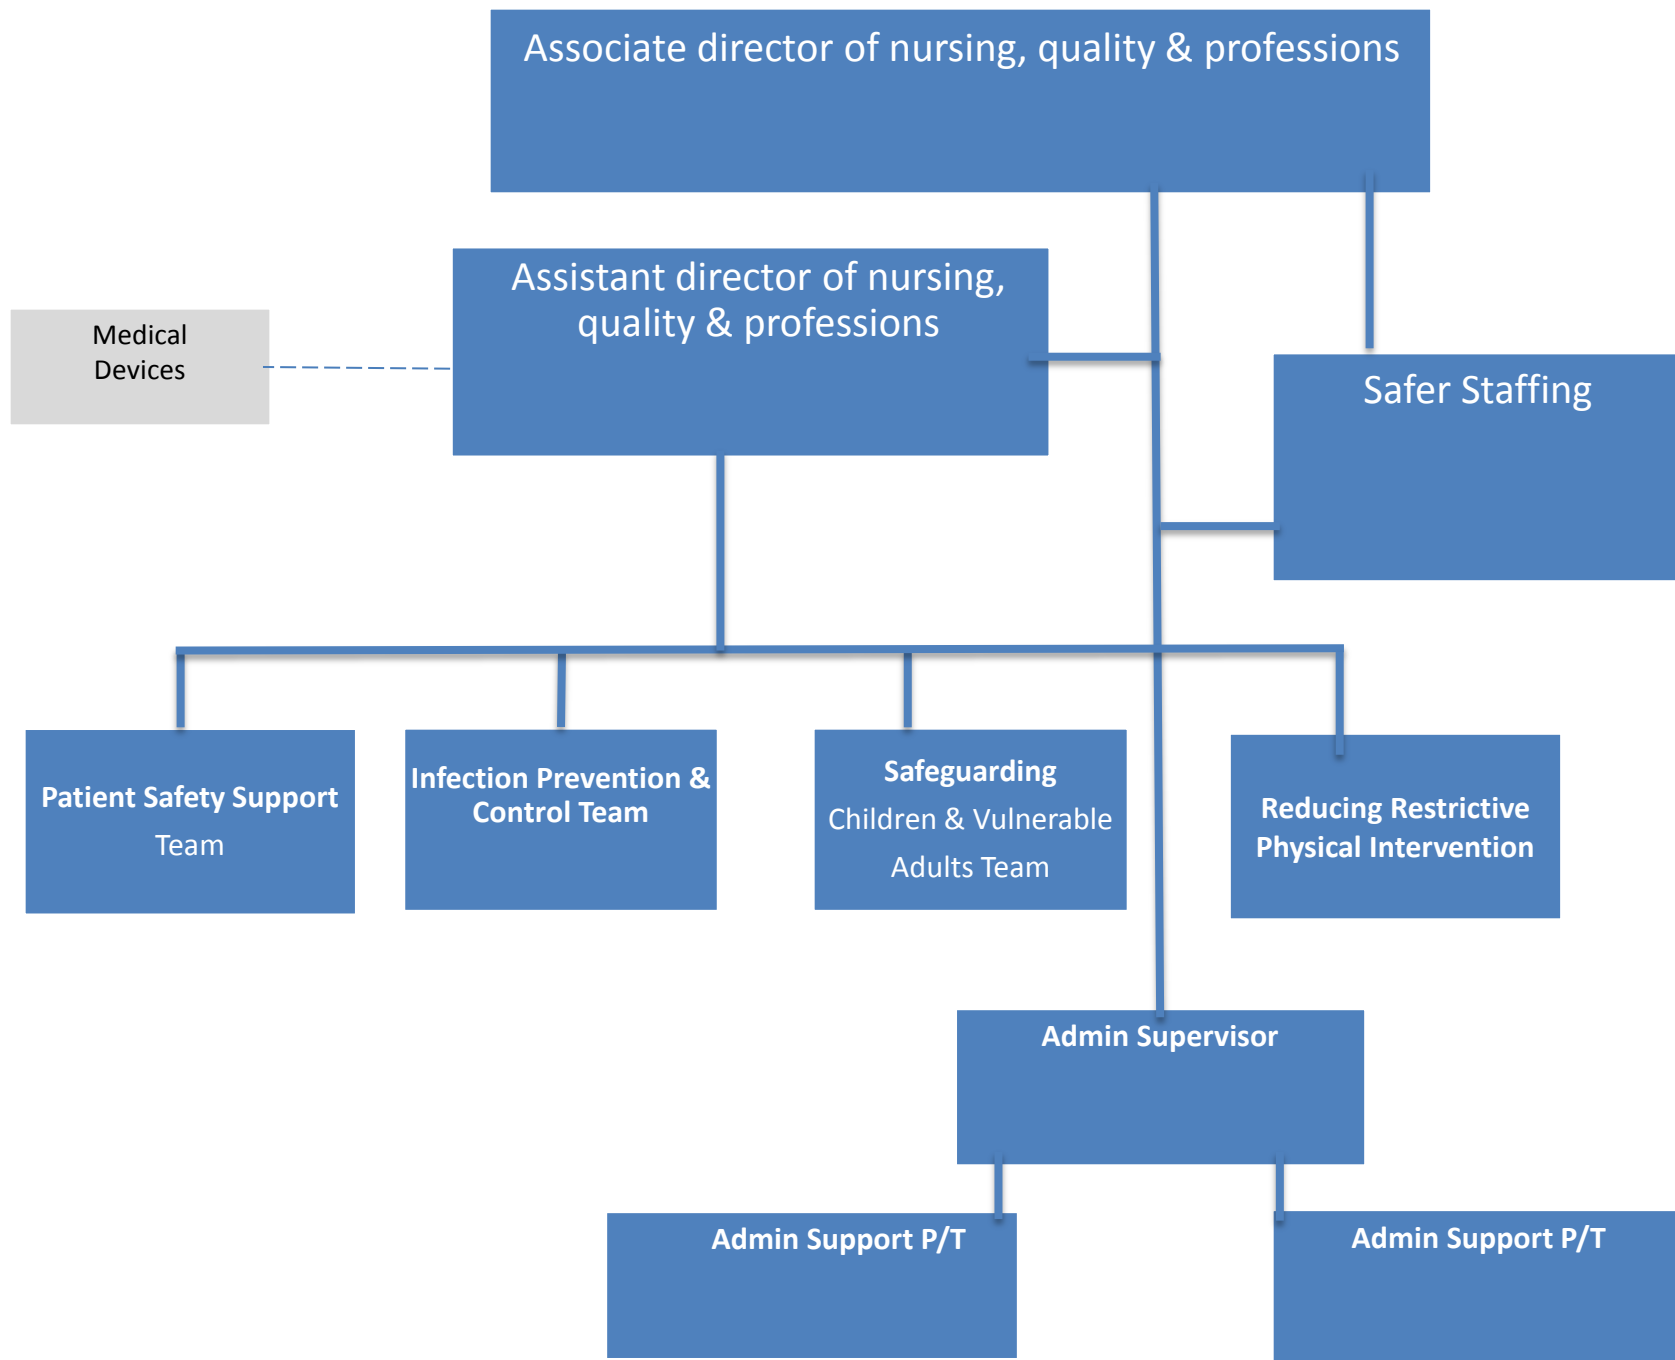 Associate director of nursing, quality & professions
Assistant director of nursing,
quality & professions
Medical
Devices
Safer Staffing
Patient Safety Support
Team
Infection Prevention &
Control Team
Safeguarding
Children & Vulnerable
Adults Team
Reducing Restrictive
Physical Intervention
Admin Supervisor
Admin Support P/T
Admin Support P/T